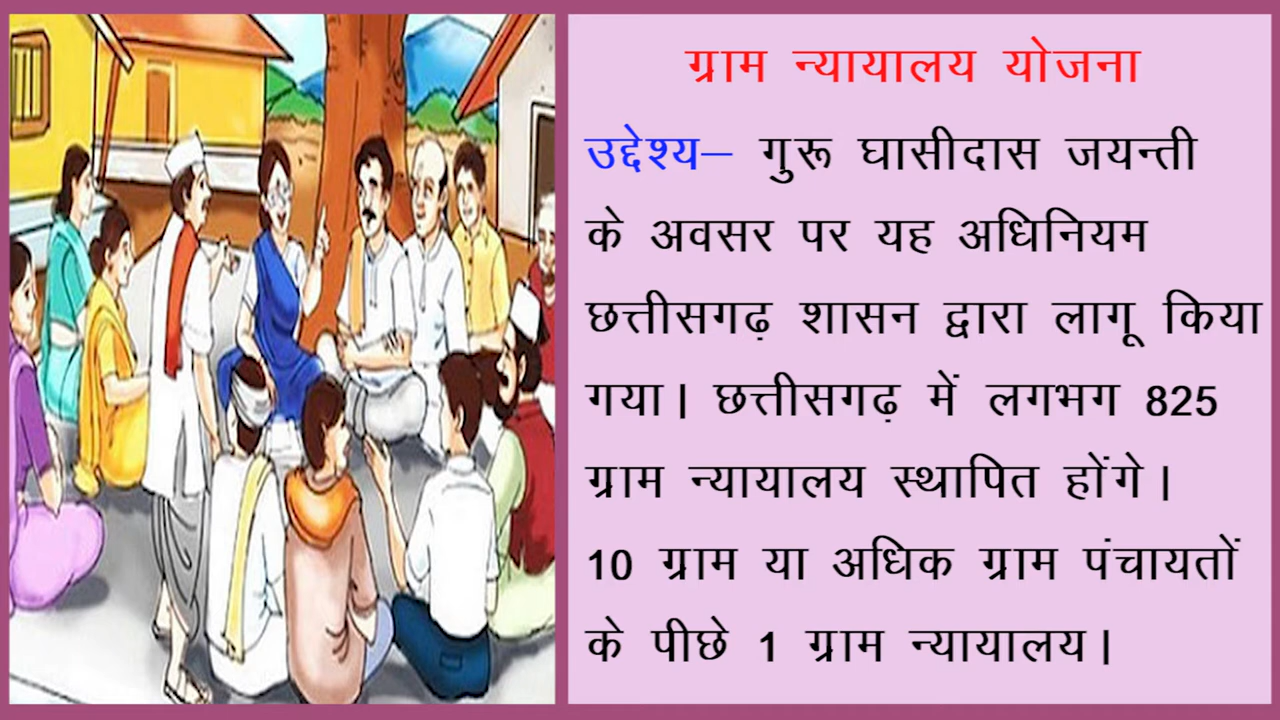 ग्राम न्यायालय योजना
उद्देश्य– गुरू घासीदास जयन्ती
के अवसर पर यह अधिनियम
छत्तीसगढ़ शासन द्वारा लागू किया
गया। छत्तीसगढ़ में लगभग 825
ग्राम न्यायालय स्थापित होंगे।
10 ग्राम या अधिक ग्राम पंचायतों
के पीछे 1 ग्राम न्यायालय।